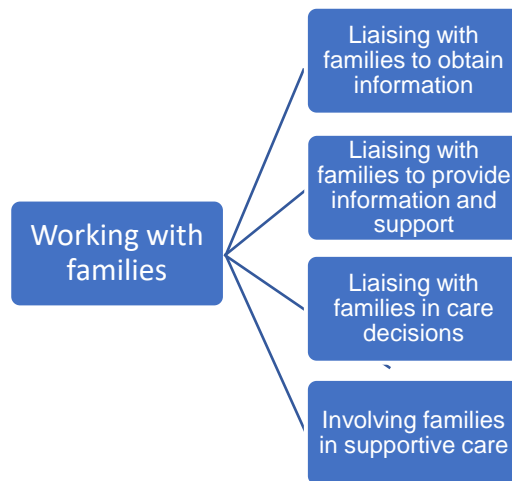 Liaising with
families to obtain
information
Liaising with
families to provide
information and
support
Working with
families
Liaising with
families in care
decisions
Involving families
in supportive care